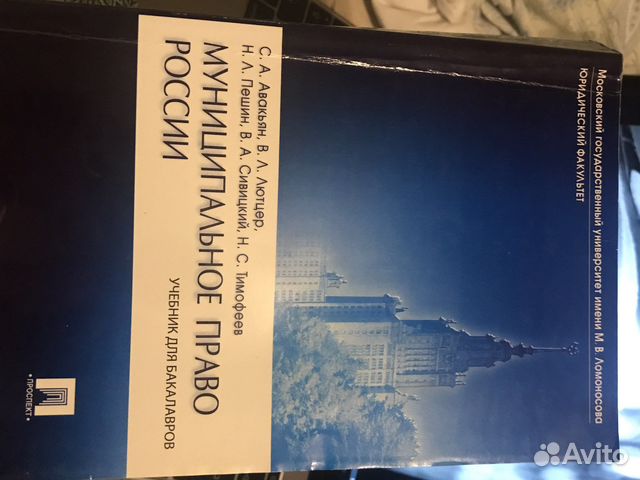 Московский государственный университет имени М. В. Ломоносова
ЮРИДИЧЕСКИЙ ФАКУЛЬТЕТ
С. А. Авакьян, В. Л. Лютцер,
Н. Л. Пешин, В. А. Сивицкий, Н. С. Тимофеев
МУНИЦИПАЛЬНОЕ ПРАВО
РОССИИ
УЧЕБНИК ДЛЯ БАКАЛАВРОВ
•ПРОСПЕКТ•
Avito